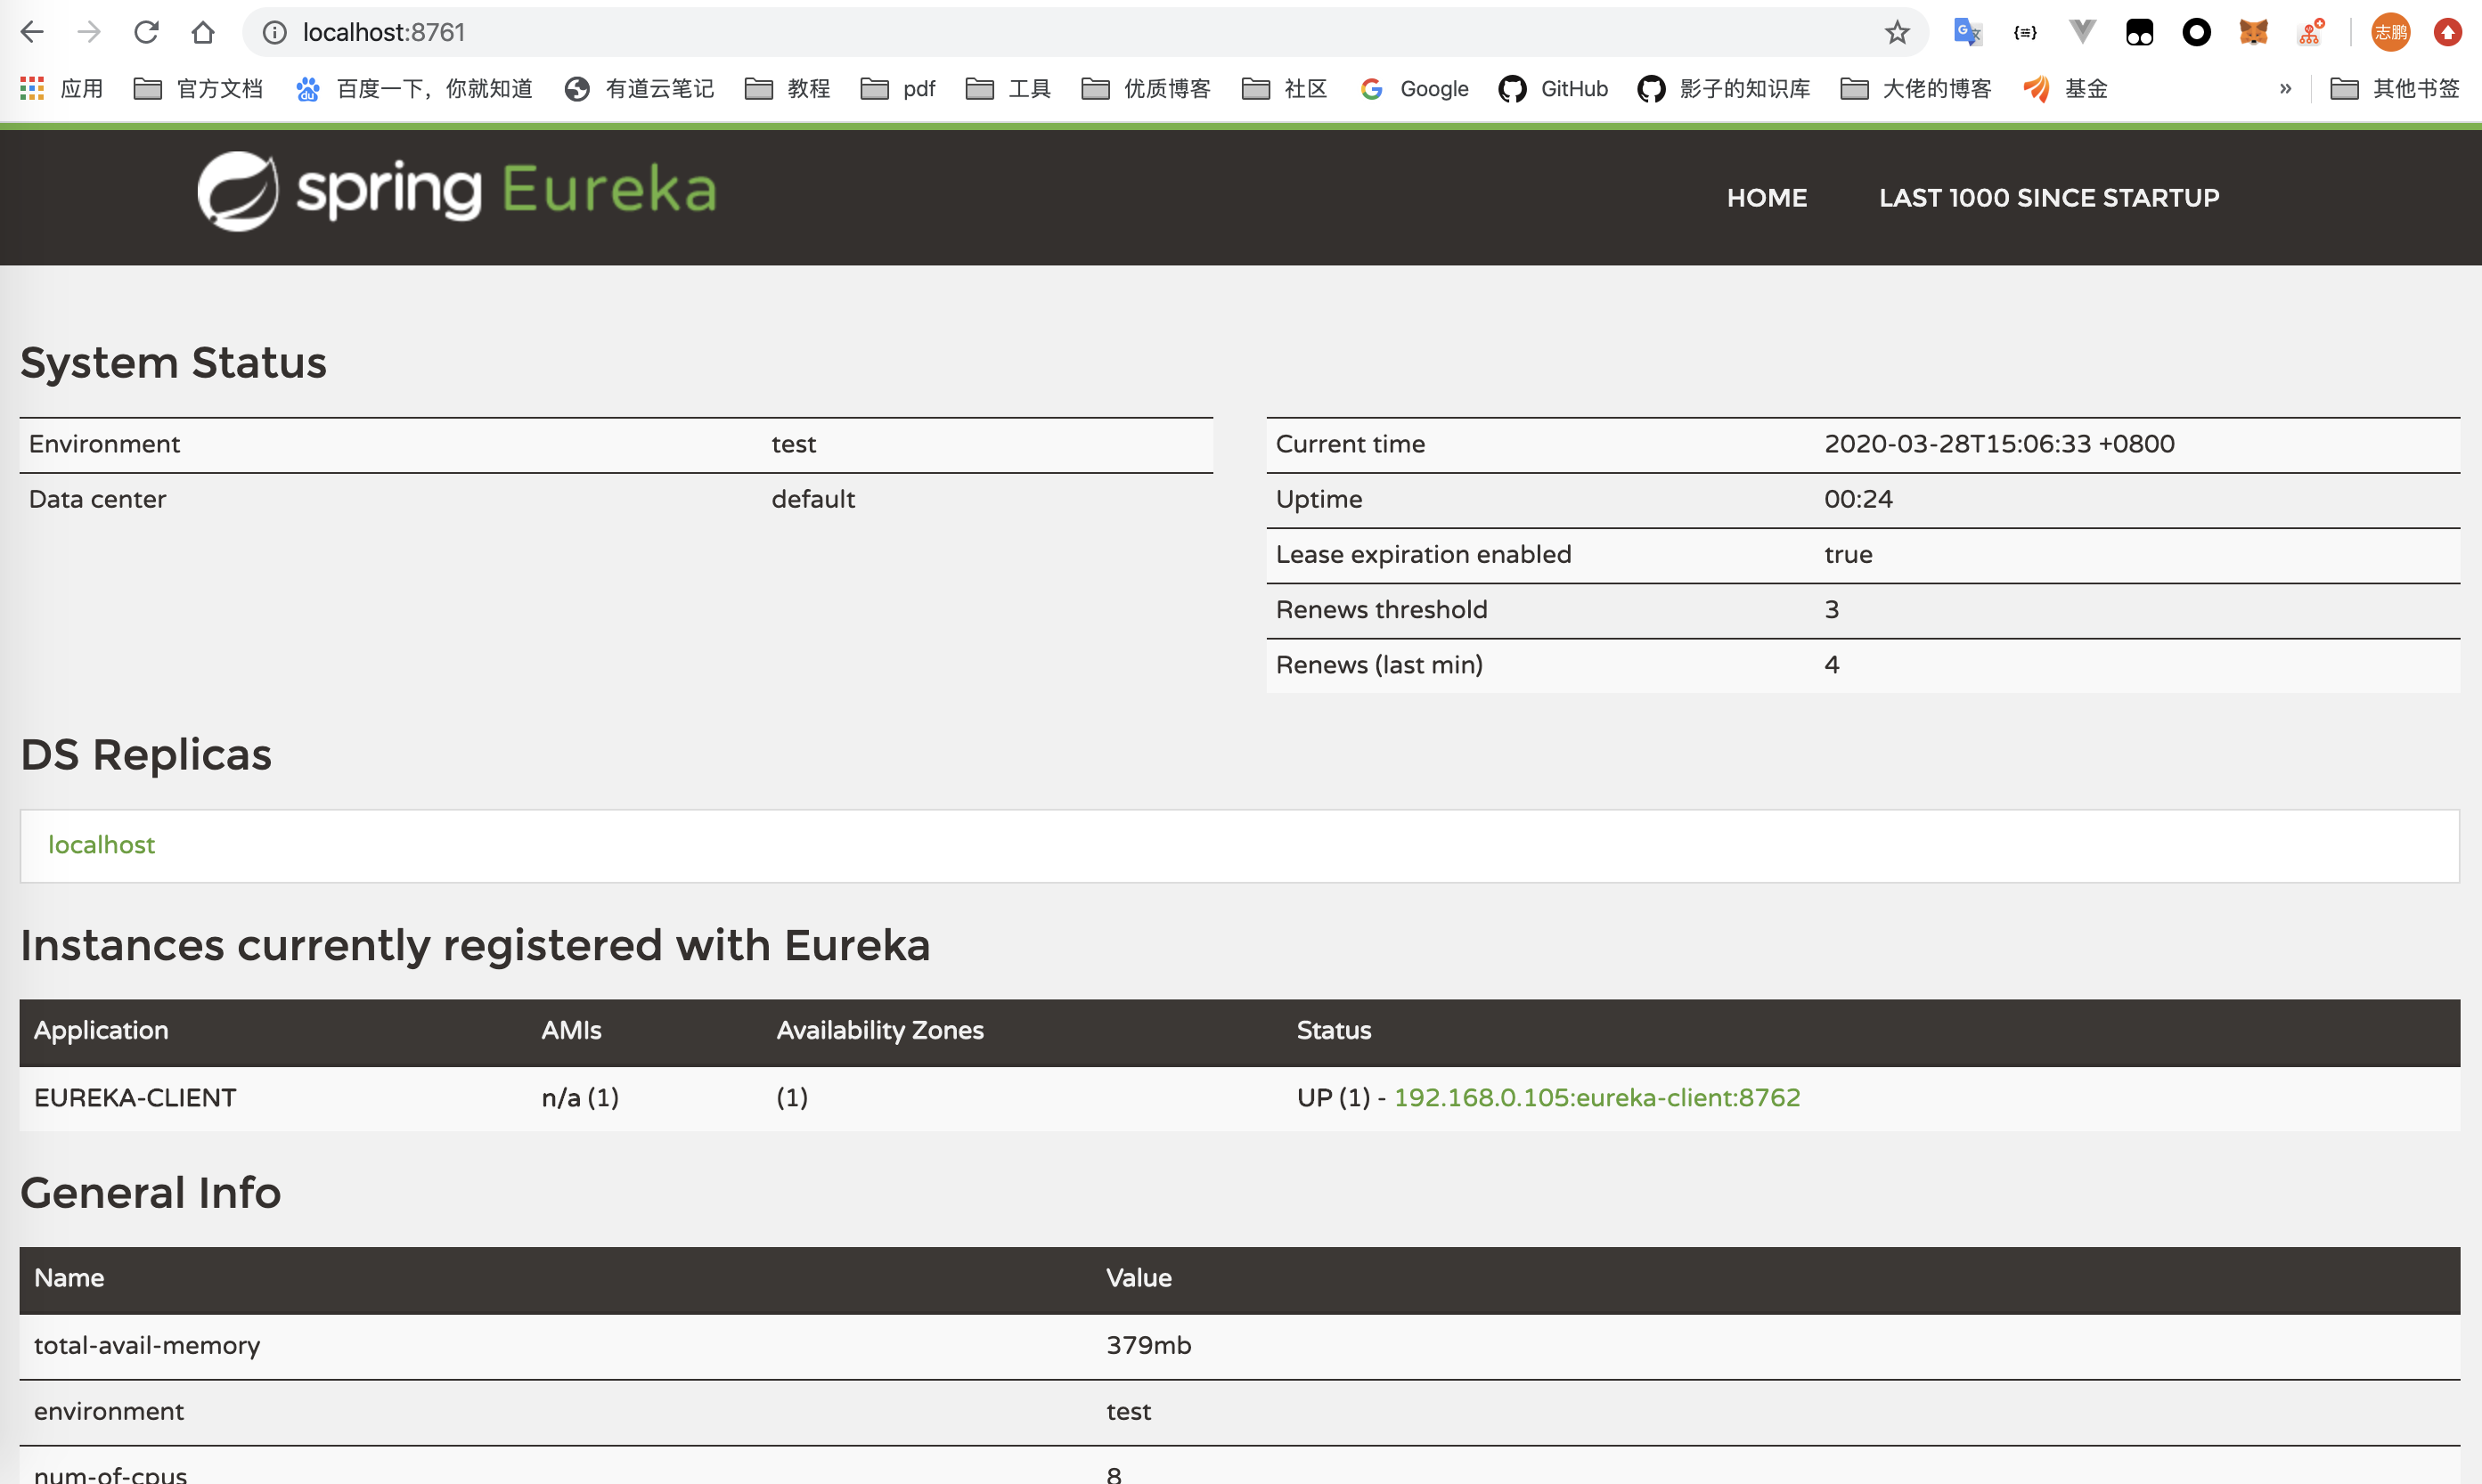 localhost:8761
志鹏
应用 官方文档 百度一下，你就知道 有道云笔记 教程 pdf 工具 优质博客 社区 Google GitHub 影子的知识库 大佬的博客 基金 » 其他书签
spring Eureka HOME LAST 1000 SINCE STARTUP
System Status
Environment test
Data center default
Current time 2020-03-28T15:06:33 +0800
Uptime 00:24
Lease expiration enabled true
Renews threshold 3
Renews (last min) 4
DS Replicas
localhost
Instances currently registered with Eureka
Application AMIs Availability Zones Status
EUREKA-CLIENT n/a (1) (1) UP (1) - 192.168.0.105:eureka-client:8762
General Info
Name Value
total-avail-memory 379mb
environment test
num-of-cpus 8